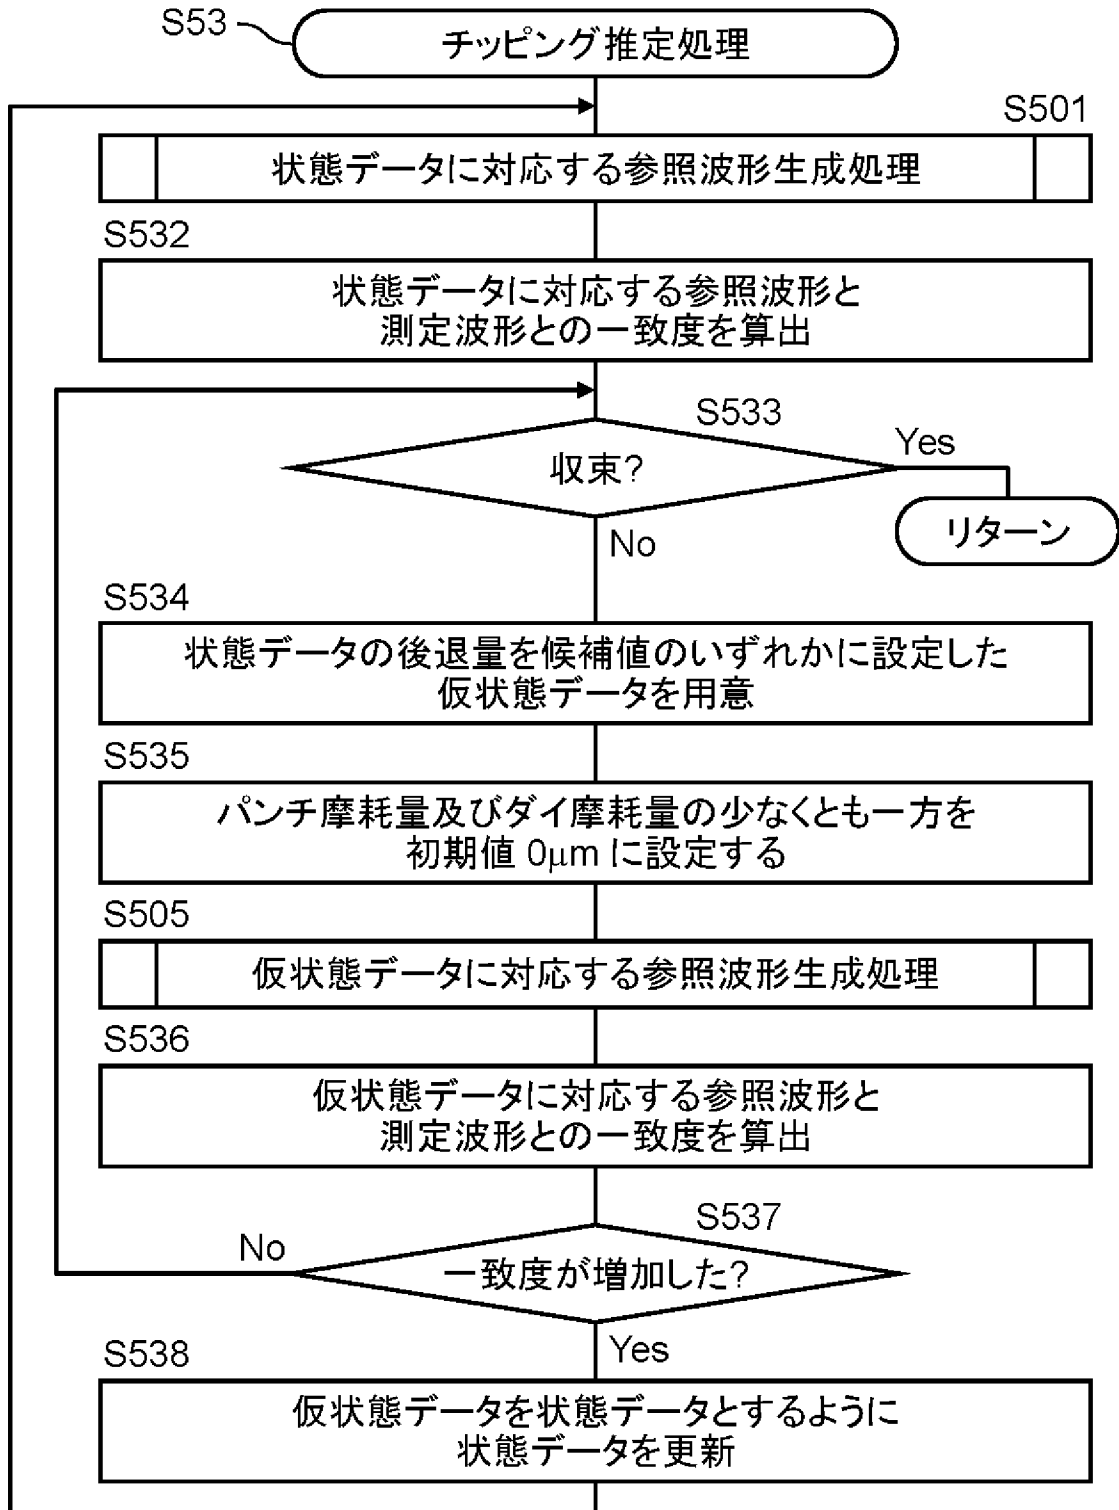 S53
チッピング推定処理
S501
状態データに対応する参照波形生成処理
S532
状態データに対応する参照波形と
測定波形との一致度を算出
S533
収束?
Yes
リターン
No
S534
状態データの後退量を候補値のいずれかに設定した
仮状態データを用意
S535
パンチ摩耗量及びダイ摩耗量の少なくとも一方を
初期値 0μm に設定する
S505
仮状態データに対応する参照波形生成処理
S536
仮状態データに対応する参照波形と
測定波形との一致度を算出
S537
No
一致度が増加した?
Yes
S538
仮状態データを状態データとするように
状態データを更新